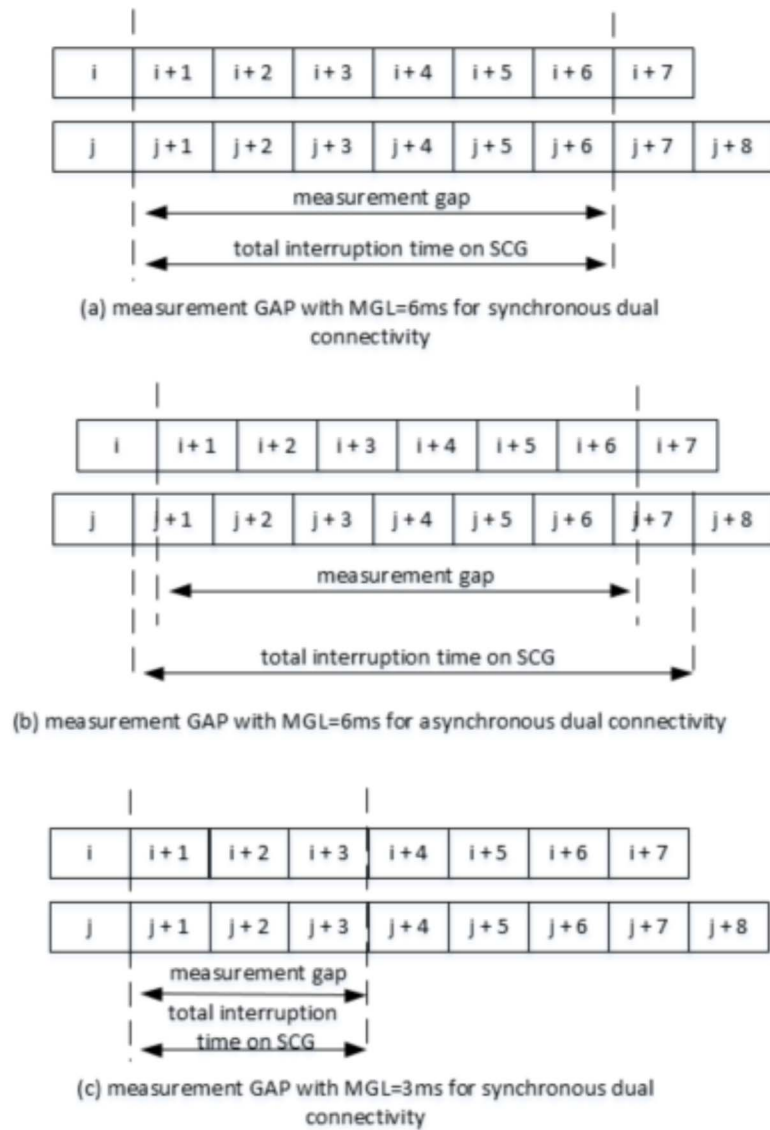 i i + 1 i + 2 i + 3 i + 4 i + 5 i + 6 i + 7
j j + 1 j + 2 j + 3 j + 4 j + 5 j + 6 j + 7 j + 8
measurement gap
total interruption time on SCG
(a) measurement GAP with MGL=6ms for synchronous dual
connectivity
i i + 1 i + 2 i + 3 i + 4 i + 5 i + 6 i + 7
j j + 1 j + 2 j + 3 j + 4 j + 5 j + 6 j + 7 j + 8
measurement gap
total interruption time on SCG
(b) measurement GAP with MGL=6ms for asynchronous dual connectivity
i i + 1 i + 2 i + 3 i + 4 i + 5 i + 6 i + 7
j j + 1 j + 2 j + 3 j + 4 j + 5 j + 6 j + 7 j + 8
measurement gap
total interruption
time on SCG
(c) measurement GAP with MGL=3ms for synchronous dual
connectivity